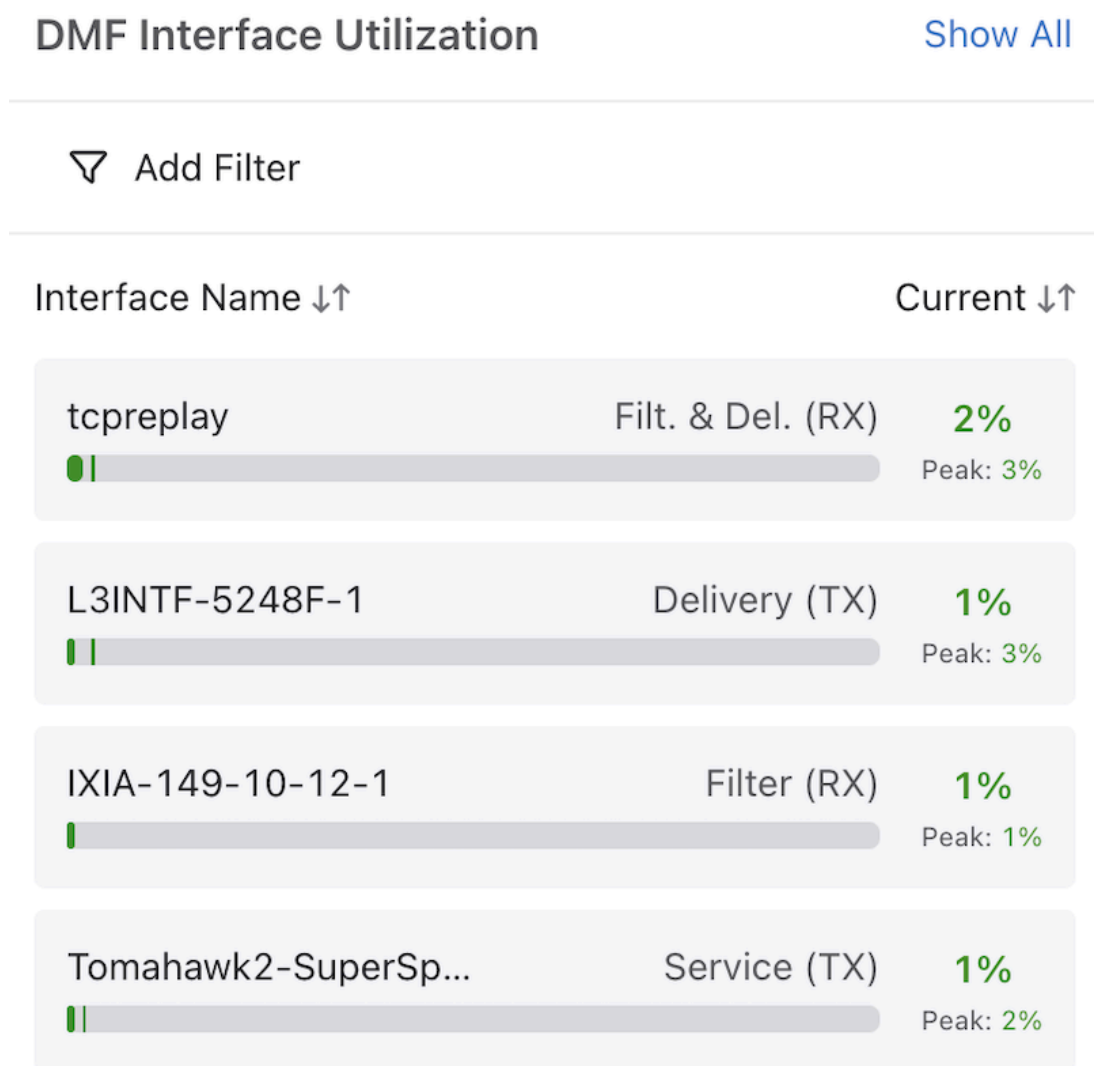 DMF Interface Utilization Show All
Add Filter
Interface Name Current
tcpreplay Filt. & Del. (RX) 2%
Peak: 3%
L3INTF-5248F-1 Delivery (TX) 1%
Peak: 3%
IXIA-149-10-12-1 Filter (RX) 1%
Peak: 1%
Tomahawk2-SuperSp... Service (TX) 1%
Peak: 2%